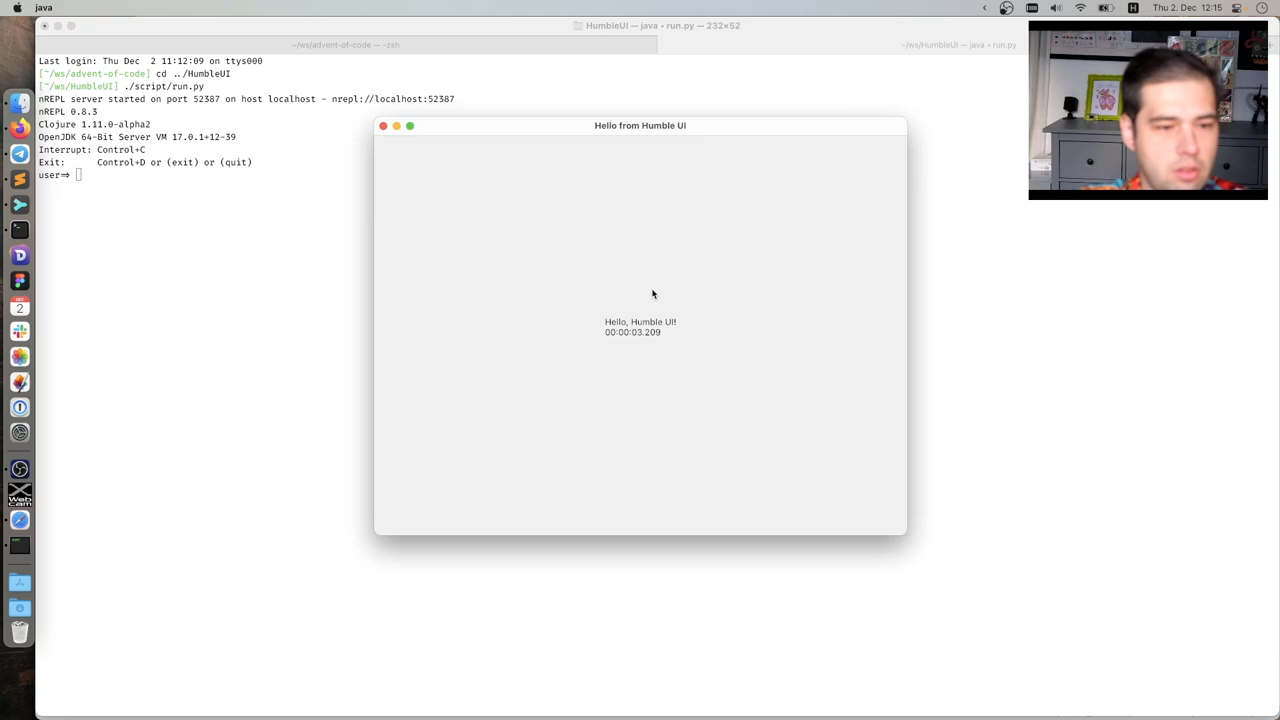 java
Thu 2. Dec 12:15
HumbleUI — java • run.py — 232×52
~/ws/advent-of-code — -zsh
~/ws/HumbleUI — java • run.py
Last login: Thu Dec  2 11:12:09 on ttys000
[~/ws/advent-of-code] cd ../HumbleUI
[~/ws/HumbleUI] ./script/run.py
nREPL server started on port 52387 on host localhost - nrepl://localhost:52387
nREPL 0.8.3
Clojure 1.11.0-alpha2
OpenJDK 64-Bit Server VM 17.0.1+12-39
Interrupt: Control+C
Exit:      Control+D or (exit) or (quit)
user=>
Hello from Humble UI
Hello, Humble UI!
00:00:03.209
DEC
2
Web
cam